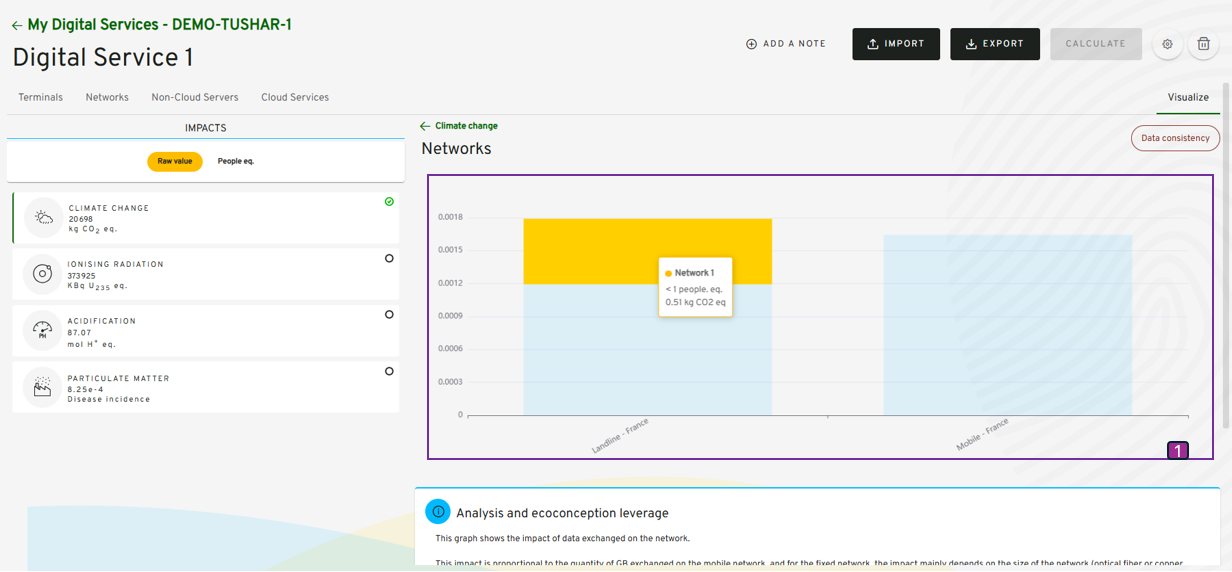 ← My Digital Services - DEMO-TUSHAR-1
Digital Service 1
ADD A NOTE
IMPORT
EXPORT
CALCULATE
Terminals
Networks
Non-Cloud Servers
Cloud Services
Visualize
IMPACTS
Raw value
People eq.
CLIMATE CHANGE
20698
kg CO2 eq.
IONISING RADIATION
373925
KBq U235 eq.
ACIDIFICATION
87.07
mol H+ eq.
PARTICULATE MATTER
8.25e-4
Disease incidence
← Climate change
Networks
Data consistency
0.0018
0.0015
0.0012
0.0009
0.0006
0.0003
0
Network 1
< 1 people. eq.
0.51 kg CO2 eq
Landline - France
Mobile - France
1
Analysis and ecoconception leverage
This graph shows the impact of data exchanged on the network.
This impact is proportional to the quantity of GB exchanged on the mobile network, and for the fixed network, the impact mainly depends on the size of the network (optical fiber or copper